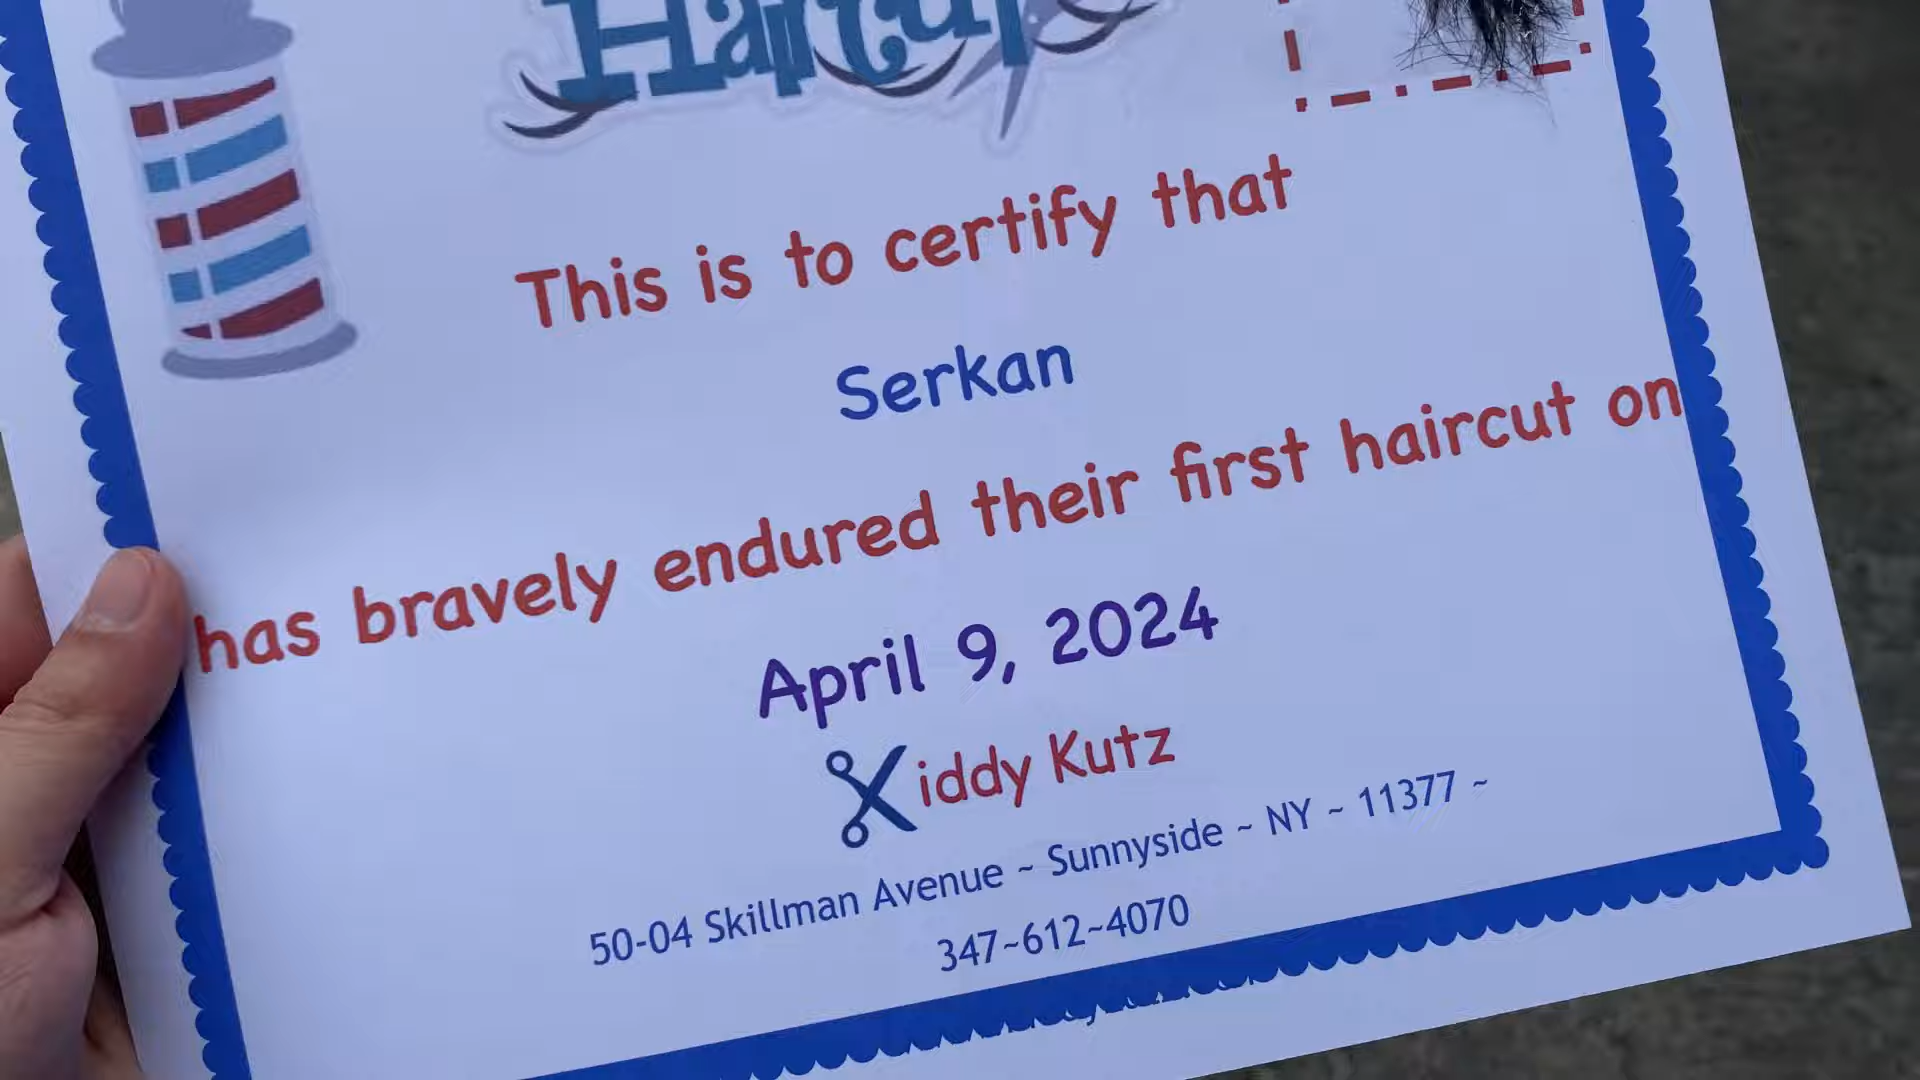 Haircut
This is to certify that
Serkan
has bravely endured their first haircut on
April 9, 2024
Kiddy Kutz
50-04 Skillman Avenue ~ Sunnyside ~ NY ~ 11377 ~
347~612~4070